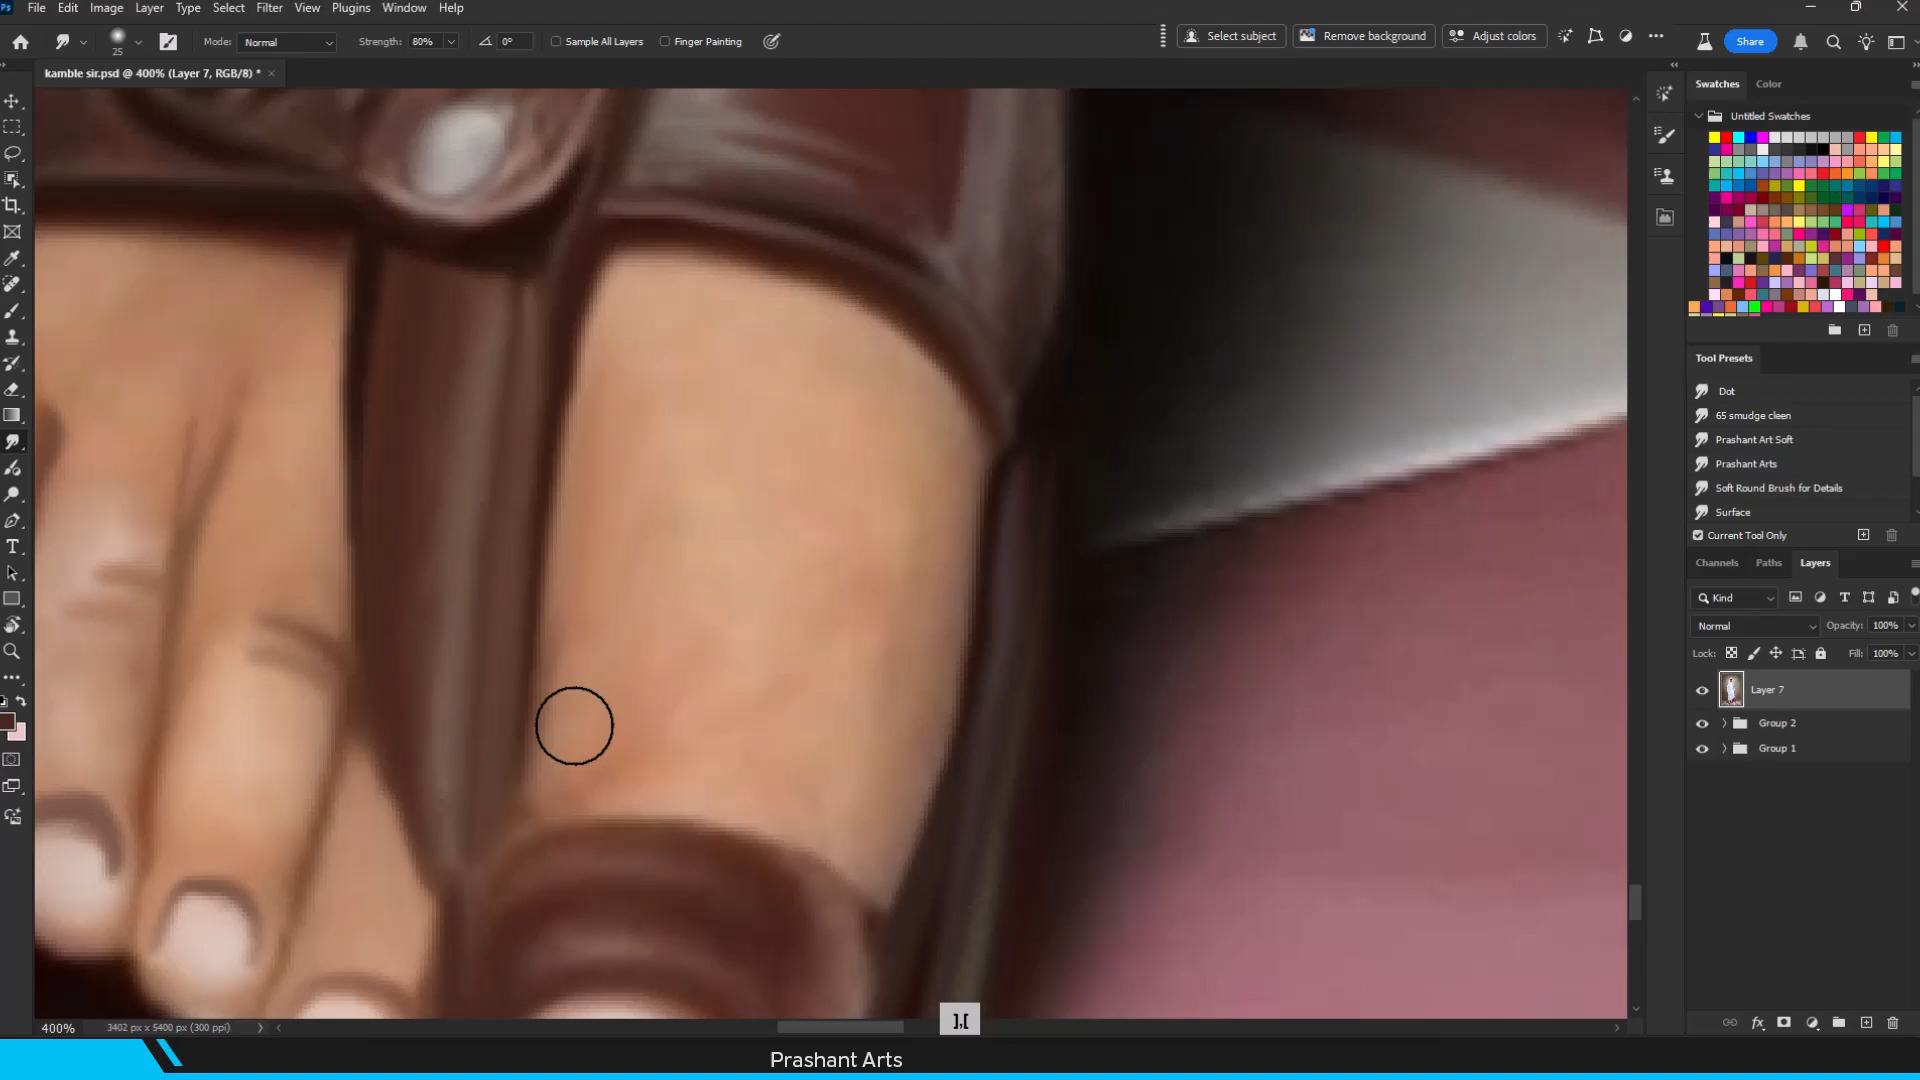 File Edit Image Layer Type Select Filter View Plugins Window Help
25 Mode: Normal Strength: 80% 0° Sample All Layers Finger Painting Select subject Remove background Adjust colors Share
kamble sir.psd @ 400% (Layer 7, RGB/8) *
Swatches Color
Untitled Swatches
Tool Presets
Dot
65 smudge cleen
Prashant Art Soft
Prashant Arts
Soft Round Brush for Details
Surface
Current Tool Only
Channels Paths Layers
Kind
Normal Opacity: 100%
Lock: Fill: 100%
Layer 7
Group 2
Group 1
],[
400% 3402 px x 5400 px (300 ppi)
Prashant Arts